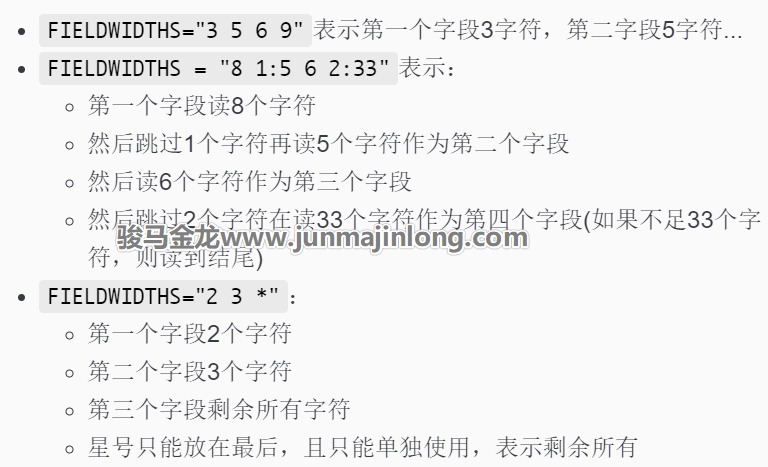 FIELDWIDTHS="3 5 6 9"表示第一个字段3字符，第二字段5字符...
FIELDWIDTHS = "8 1:5 6 2:33"表示：
第一个字段读8个字符
然后跳过1个字符再读5个字符作为第二个字段
然后读6个字符作为第三个字段
然后跳过2个字符在读33个字符作为第四个字段(如果不足33个字
骏马金龙www.junmajinlong.com
符，则读到结尾)
FIELDWIDTHS="2 3 *"：
第一个字段2个字符
第二个字段3个字符
第三个字段剩余所有字符
星号只能放在最后，且只能单独使用，表示剩余所有